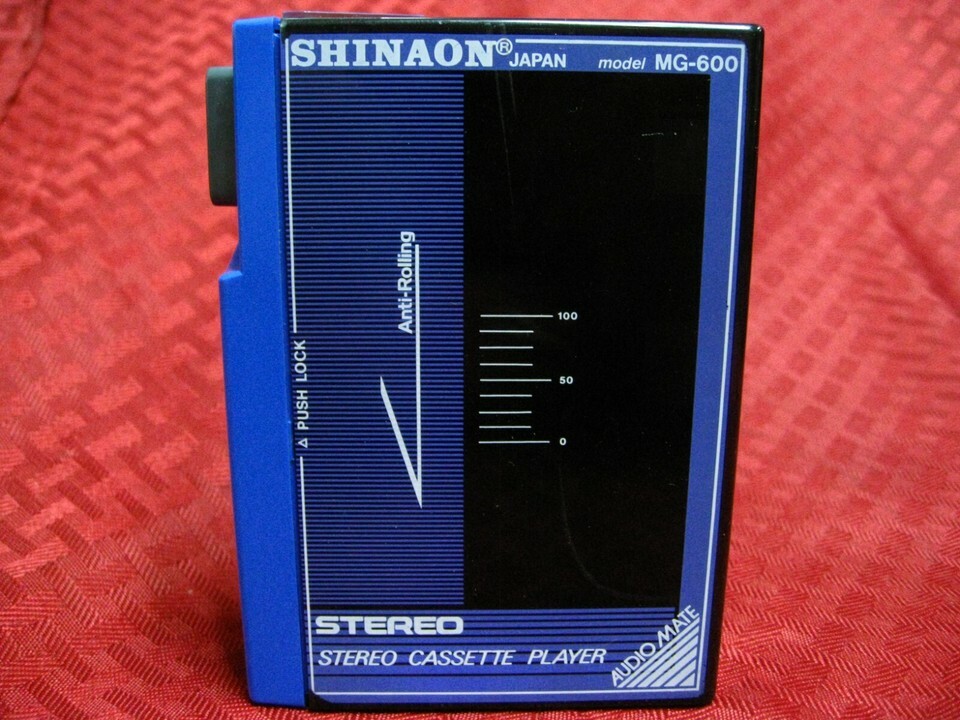 SHINAON® JAPAN model MG-600
Anti-Rolling
△ PUSH LOCK
100
50
0
STEREO
STEREO CASSETTE PLAYER
AUDIO MATE